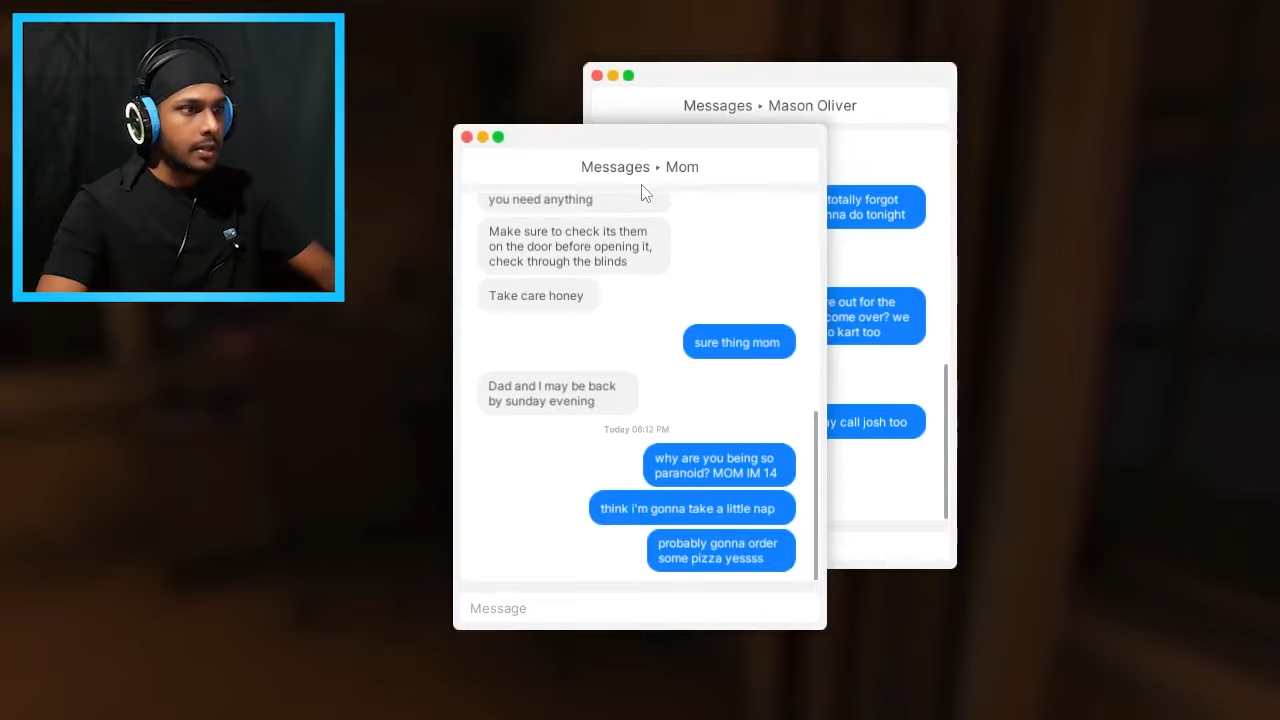 Messages ▸ Mason Oliver
totally forgot
nna do tonight
e out for the
come over? we
o kart too
ay call josh too
Messages ▸ Mom
you need anything
Make sure to check its them
on the door before opening it,
check through the blinds
Take care honey
sure thing mom
Dad and I may be back
by sunday evening
Today 06:12 PM
why are you being so
paranoid? MOM IM 14
think i'm gonna take a little nap
probably gonna order
some pizza yessss
Message